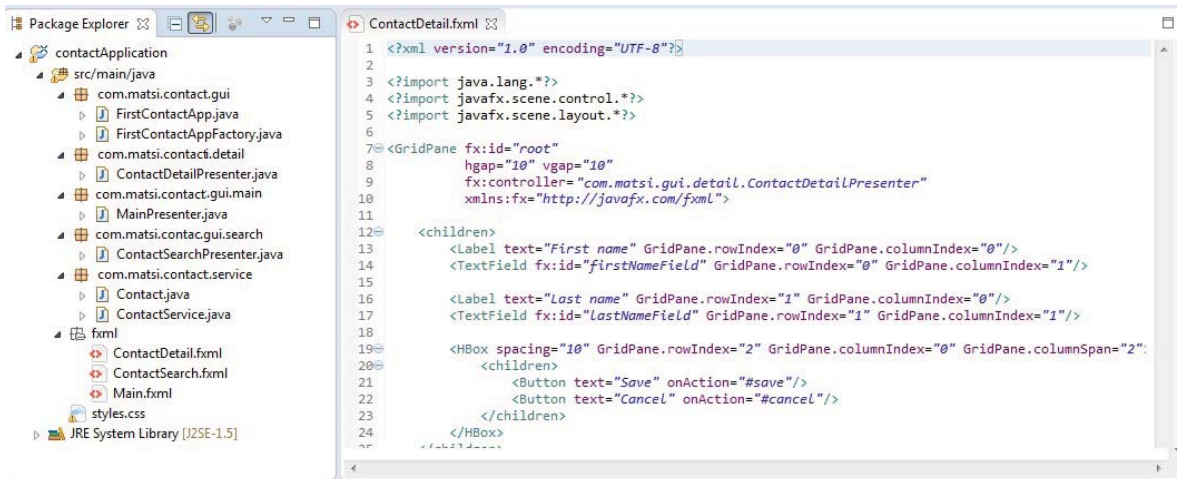 Package Explorer
contactApplication
src/main/java
com.matsi.contact.gui
FirstContactApp.java
FirstContactAppFactory.java
com.matsi.contacti.detail
ContactDetailPresenter.java
com.matsi.contact.gui.main
MainPresenter.java
com.matsi.contac.gui.search
ContactSearchPresenter.java
com.matsi.contact.service
Contact.java
ContactService.java
fxml
ContactDetail.fxml
ContactSearch.fxml
Main.fxml
styles.css
JRE System Library [J2SE-1.5]
ContactDetail.fxml
1 <?xml version="1.0" encoding="UTF-8"?>
2
3 <?import java.lang.*?>
4 <?import javafx.scene.control.*?>
5 <?import javafx.scene.layout.*?>
6
7 <GridPane fx:id="root"
8 hgap="10" vgap="10"
9 fx:controller="com.matsi.gui.detail.ContactDetailPresenter"
10 xmlns:fx="http://javafx.com/fxml">
11
12 <children>
13 <Label text="First name" GridPane.rowIndex="0" GridPane.columnIndex="0"/>
14 <TextField fx:id="firstNameField" GridPane.rowIndex="0" GridPane.columnIndex="1"/>
15
16 <Label text="Last name" GridPane.rowIndex="1" GridPane.columnIndex="0"/>
17 <TextField fx:id="lastNameField" GridPane.rowIndex="1" GridPane.columnIndex="1"/>
18
19 <HBox spacing="10" GridPane.rowIndex="2" GridPane.columnIndex="0" GridPane.columnSpan="2"
20 <children>
21 <Button text="Save" onAction="#save"/>
22 <Button text="Cancel" onAction="#cancel"/>
23 </children>
24 </HBox>